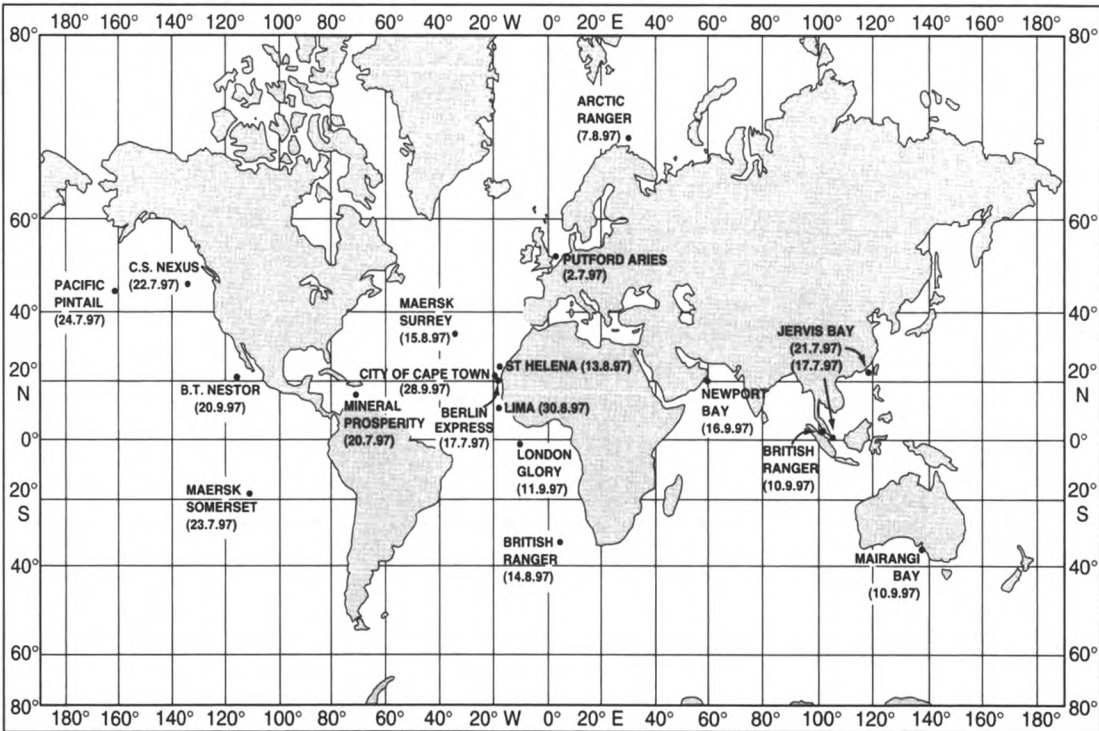 180° 160° 140° 120° 100° 80° 60° 40° 20° W 0° E 20° 40° 60° 80° 100° 120° 140° 160° 180°
80° 80°
ARCTIC
RANGER
(7.8.97)
60° 60°
C.S. NEXUS
(22.7.97)
PUTFORD ARIES
(2.7.97)
PACIFIC
PINTAIL
(24.7.97)
MAERSK
SURREY
(15.8.97)
40° 40°
JERVIS BAY
(21.7.97)
(17.7.97)
ST HELENA (13.8.97)
CITY OF CAPE TOWN
(28.9.97)
20° 20°
N N
B.T. NESTOR
(20.9.97)
MINERAL
PROSPERITY
(20.7.97)
BERLIN
EXPRESS
(17.7.97)
LIMA (30.8.97)
NEWPORT
BAY
(16.9.97)
0° 0°
LONDON
GLORY
(11.9.97)
BRITISH
RANGER
(10.9.97)
MAERSK
SOMERSET
(23.7.97)
20° 20°
S S
BRITISH
RANGER
(14.8.97)
MAIRANGI
BAY
(10.9.97)
40° 40°
60° 60°
80° 80°
180° 160° 140° 120° 100° 80° 60° 40° 20° W 0° E 20° 40° 60° 80° 100° 120° 140° 160° 180°